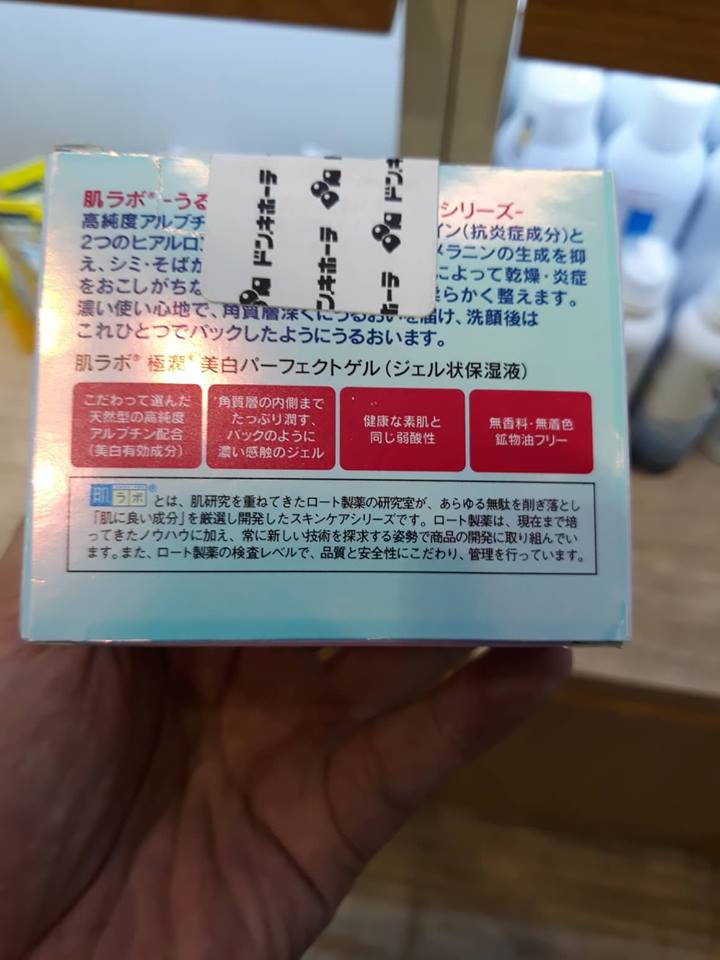 肌ラボ® -うる シリーズ-
高純度アルブチ イン(抗炎症成分)と
2つのヒアルロン メラニンの生成を抑
え、シミ・そばか によって乾燥・炎症
をおこしがちな 柔らかく整えます。
濃い使い心地で、角質層深くにうるおいを届け、洗顔後は
これひとつでパックしたようにうるおいます。
ドンキホーテ
ンキホーテ
ホーテ
ドンキ
肌ラボ® 極潤® 美白パーフェクトゲル(ジェル状保湿液)
こだわって選んだ
天然型の高純度
アルブチン配合
(美白有効成分)
角質層の内側まで
たっぷり潤す、
パックのように
濃い感触のジェル
健康な素肌と
同じ弱酸性
無香料・無着色
鉱物油フリー
肌ラボ® とは、肌研究を重ねてきたロート製薬の研究室が、あらゆる無駄を削ぎ落とし
「肌に良い成分」を厳選し開発したスキンケアシリーズです。ロート製薬は、現在まで培
ってきたノウハウに加え、常に新しい技術を探求する姿勢で商品の開発に取り組んでい
ます。また、ロート製薬の検査レベルで、品質と安全性にこだわり、管理を行っています。